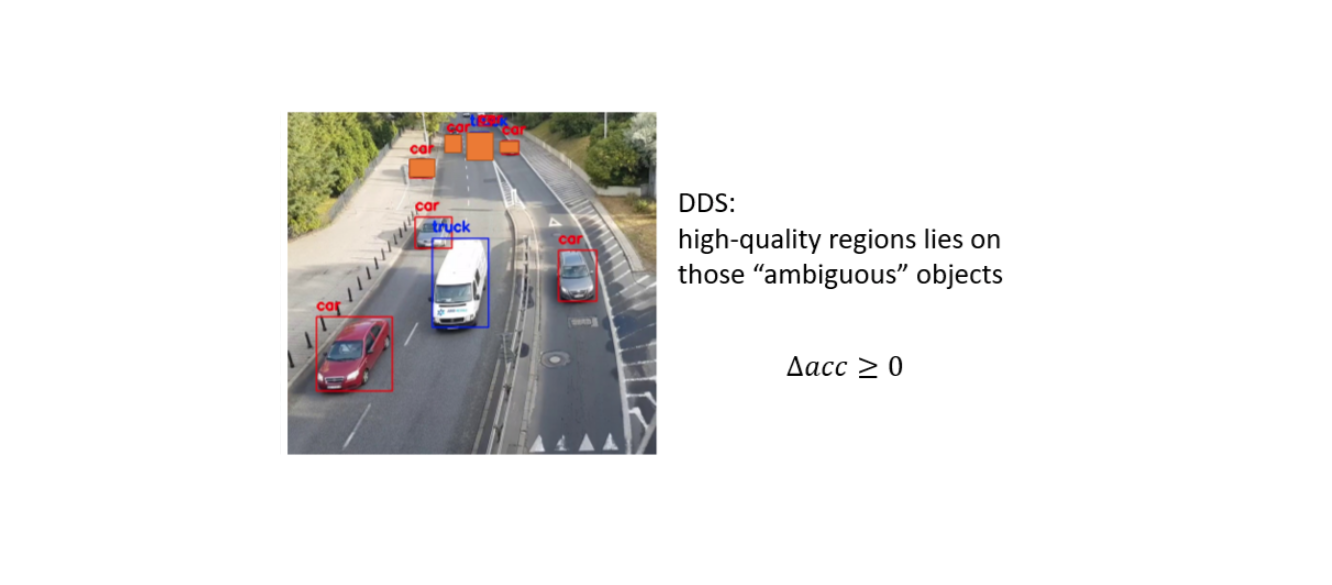 car
truck
car
car
car
car
truck
car
car
DDS:
high-quality regions lies on
those “ambiguous” objects
Δacc ≥ 0